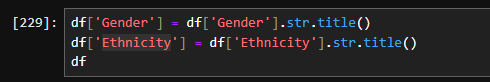 [229]: df['Gender'] = df['Gender'].str.title()
df['Ethnicity'] = df['Ethnicity'].str.title()
df